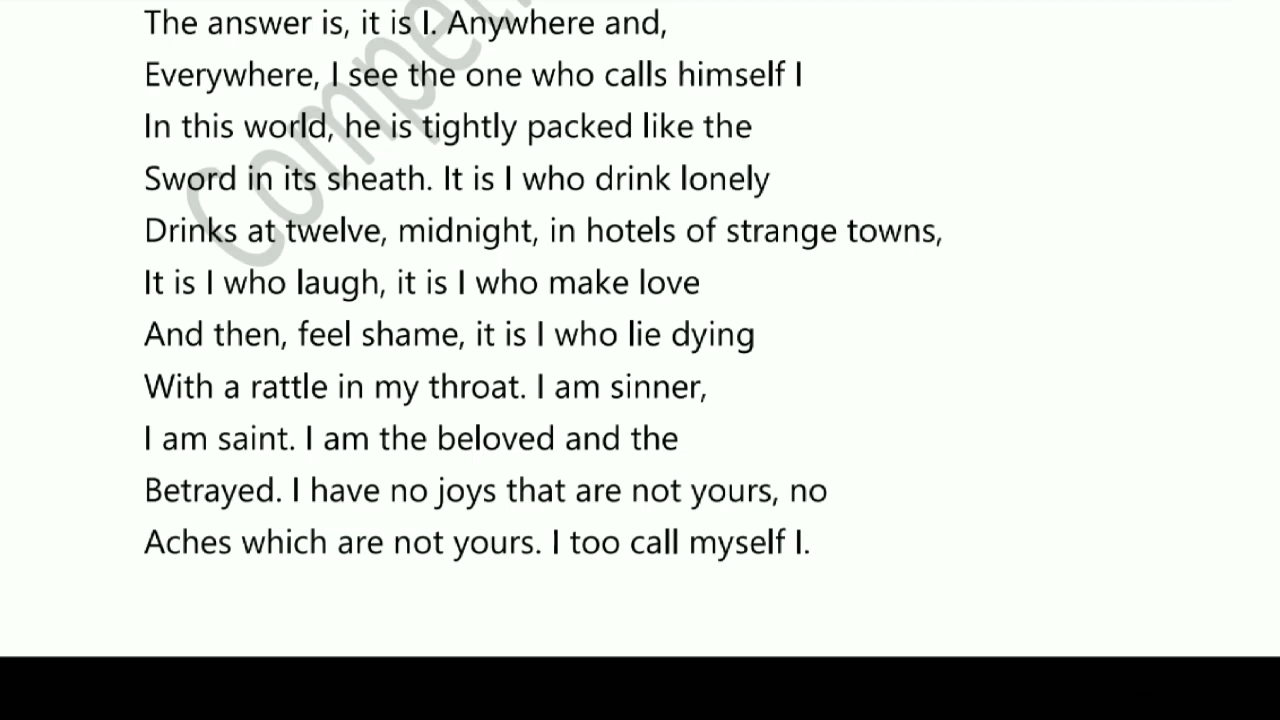 The answer is, it is I. Anywhere and,
Everywhere, I see the one who calls himself I
In this world, he is tightly packed like the
Sword in its sheath. It is I who drink lonely
Drinks at twelve, midnight, in hotels of strange towns,
It is I who laugh, it is I who make love
And then, feel shame, it is I who lie dying
With a rattle in my throat. I am sinner,
I am saint. I am the beloved and the
Betrayed. I have no joys that are not yours, no
Aches which are not yours. I too call myself I.